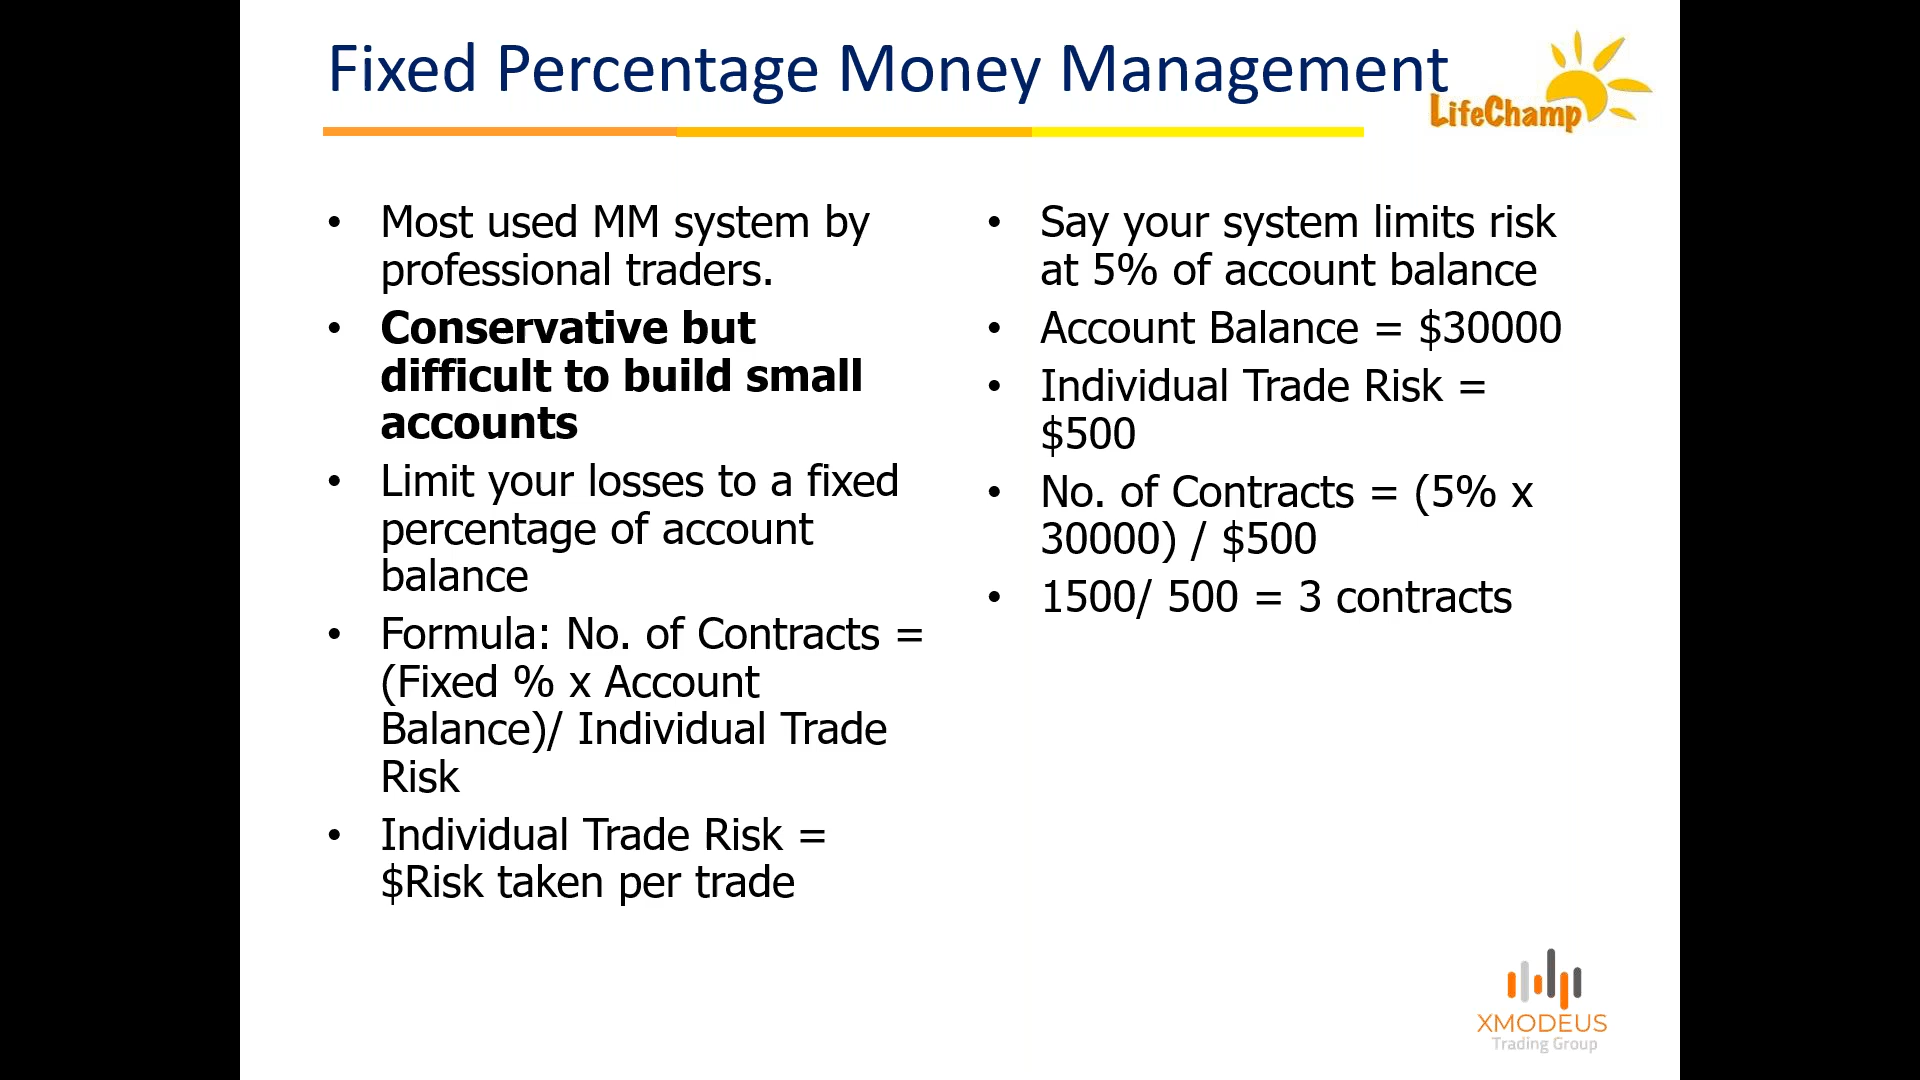 Fixed Percentage Money Management
LifeChamp
• Most used MM system by
professional traders.
• Conservative but
difficult to build small
accounts
• Limit your losses to a fixed
percentage of account
balance
• Formula: No. of Contracts =
(Fixed % x Account
Balance)/ Individual Trade
Risk
• Individual Trade Risk =
$Risk taken per trade
• Say your system limits risk
at 5% of account balance
• Account Balance = $30000
• Individual Trade Risk =
$500
• No. of Contracts = (5% x
30000) / $500
• 1500/ 500 = 3 contracts
XMODEUS
Trading Group